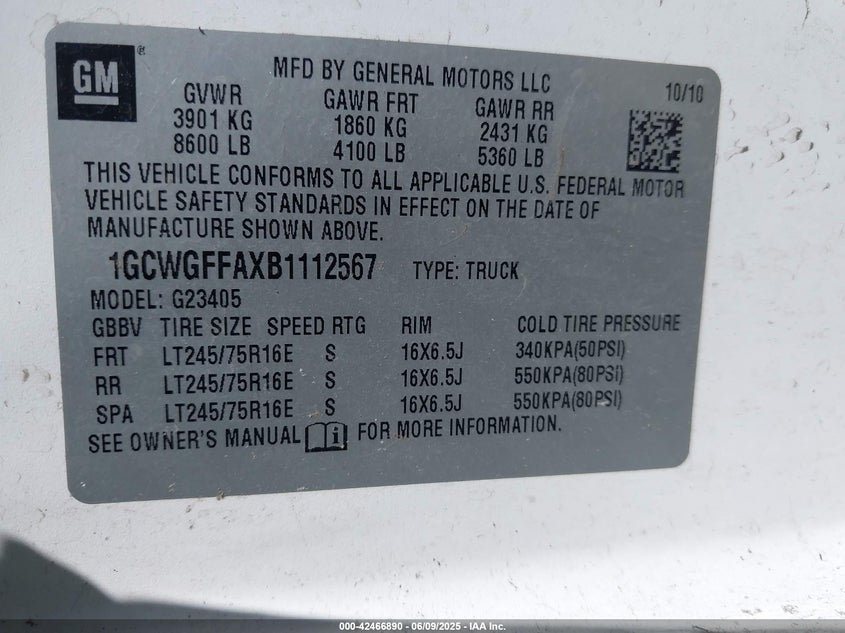 GM®
MFD BY GENERAL MOTORS LLC
10/10
GVWR GAWR FRT GAWR RR
3901 KG 1860 KG 2431 KG
8600 LB 4100 LB 5360 LB
THIS VEHICLE CONFORMS TO ALL APPLICABLE U.S. FEDERAL MOTOR
VEHICLE SAFETY STANDARDS IN EFFECT ON THE DATE OF
MANUFACTURE SHOWN ABOVE.
1GCWGFFAXB1112567 TYPE: TRUCK
MODEL: G23405
GBBV TIRE SIZE SPEED RTG RIM COLD TIRE PRESSURE
FRT LT245/75R16E S 16X6.5J 340KPA(50PSI)
RR LT245/75R16E S 16X6.5J 550KPA(80PSI)
SPA LT245/75R16E S 16X6.5J 550KPA(80PSI)
SEE OWNER'S MANUAL i FOR MORE INFORMATION.
000-42466890 - 06/09/2025 - IAA Inc.